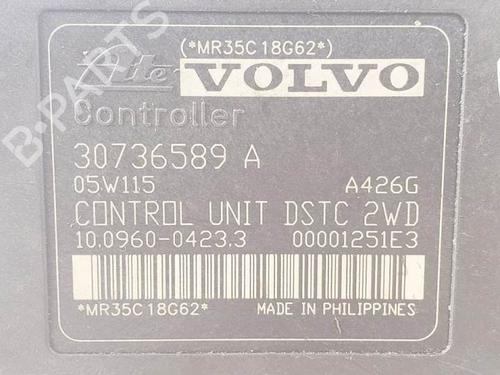 (*MR35C18G62*)
Ate VOLVO
Controller
30736589 A
05W115 A426G
CONTROL UNIT DSTC 2WD
10.0960-0423.3 00001251E3
*MR35C18G62* MADE IN PHILIPPINES
B-PARTS